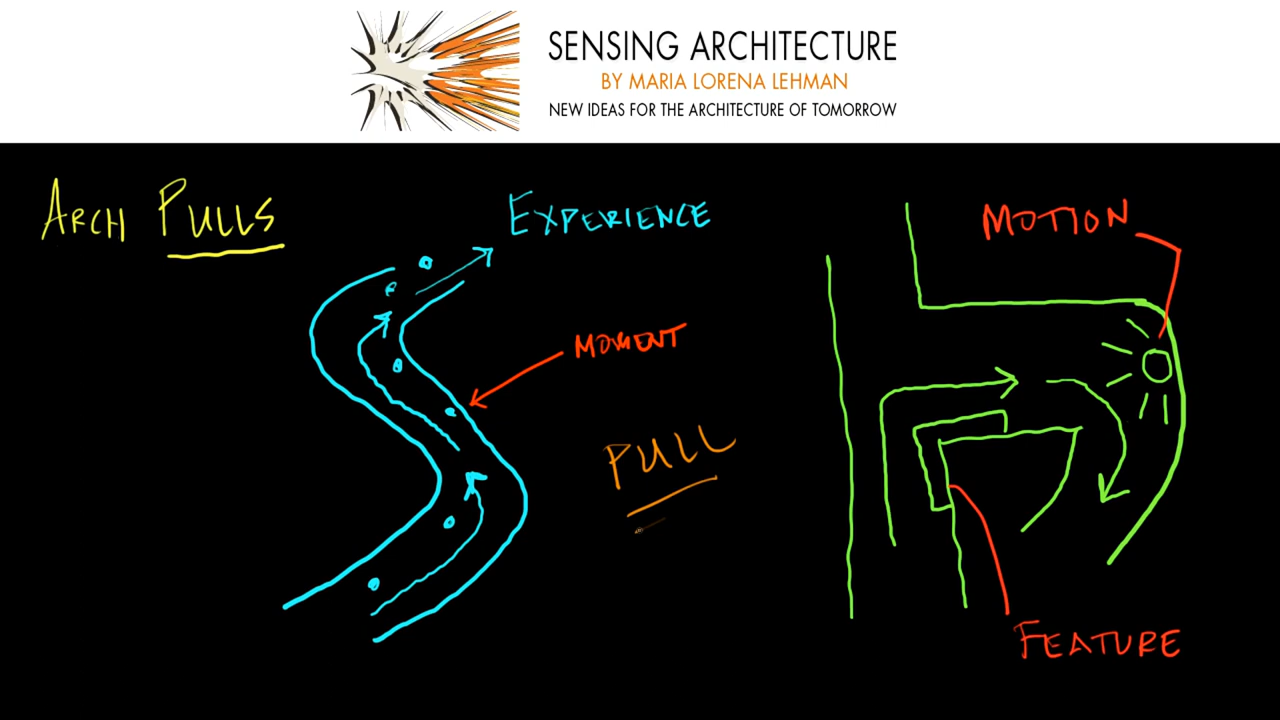 SENSING ARCHITECTURE
BY MARIA LORENA LEHMAN
NEW IDEAS FOR THE ARCHITECTURE OF TOMORROW
ARCH PULLS
EXPERIENCE
MOTION
MOMENT
PULL
FEATURE